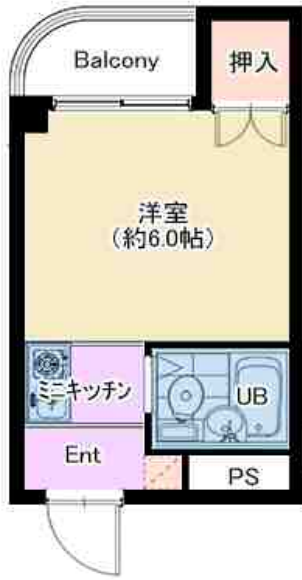 Balcony
押入
洋室
(約6.0帖)
ミニキッチン
UB
Ent
PS